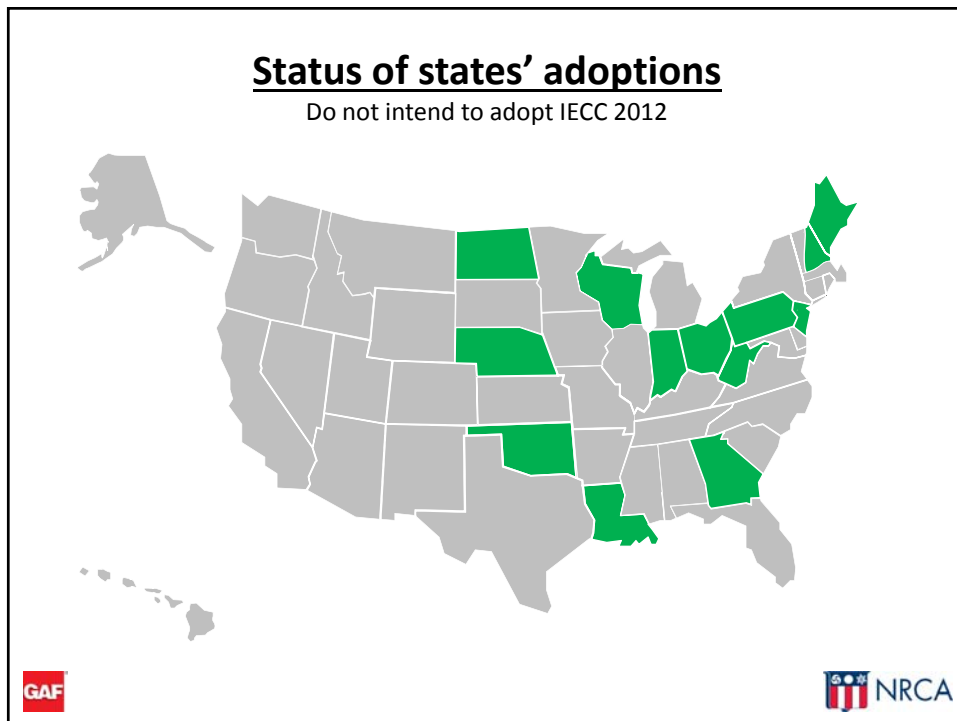 Status of states’ adoptions
Do not intend to adopt IECC 2012
GAF
NRCA